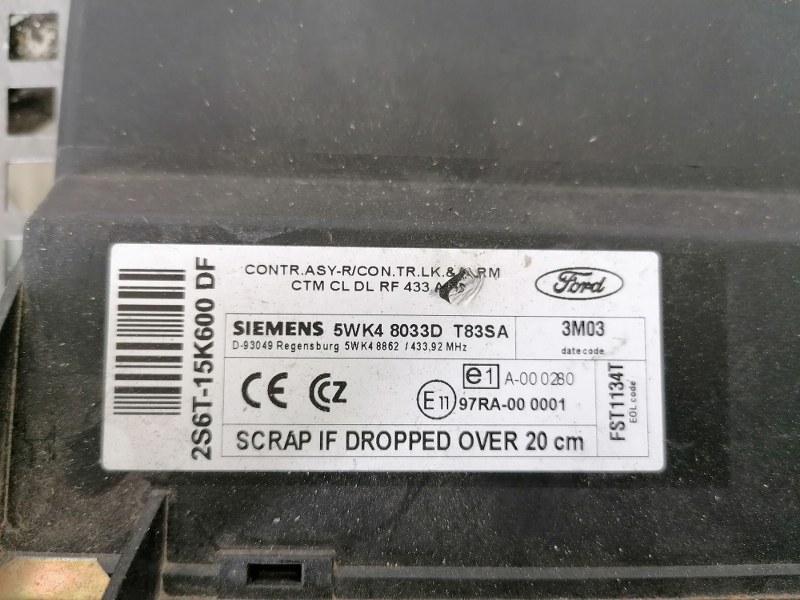 2S6T-15K600 DF
CONTR.ASY-R/CON.TR.LK.&
CTM CL DL RF 433
Ford
SIEMENS 5WK4 8033D T83SA
D-93049 Regensburg 5WK4 8862 / 433,92 MHz
3M03
datecode
CE CCZ
e1 A-00 0280
E11 97RA-00 0001
FST1134T
EOL code
SCRAP IF DROPPED OVER 20 cm